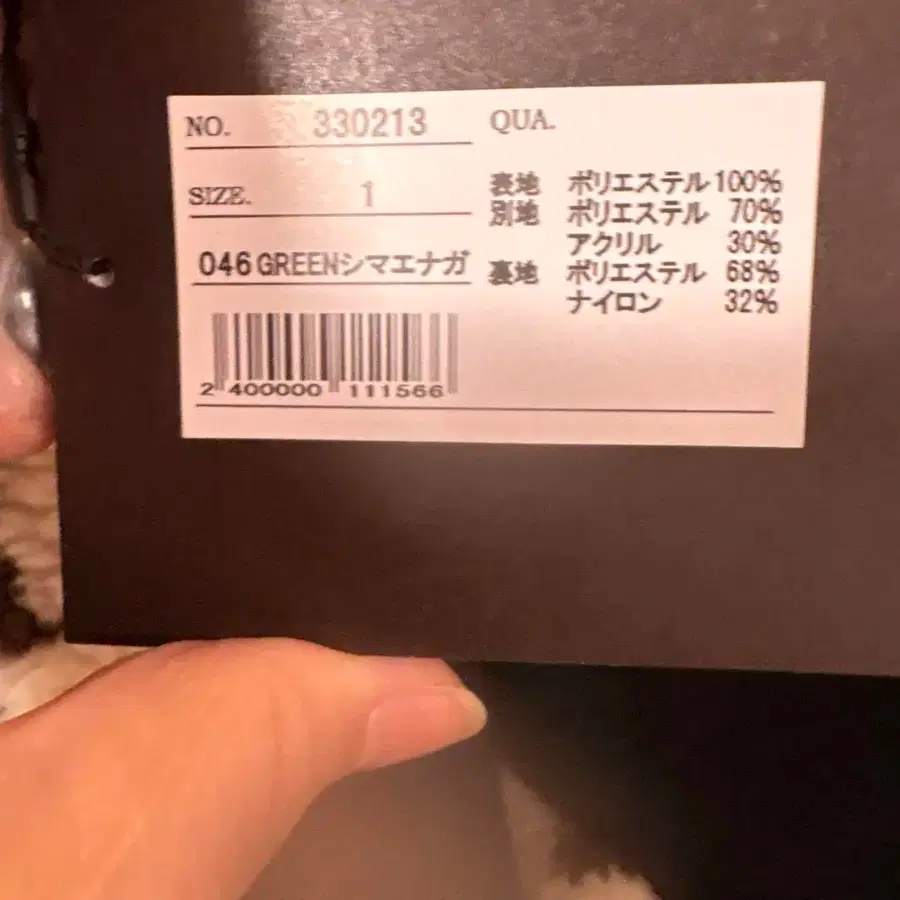 NO. 330213
SIZE. 1
046 GREENシマエナガ
2 400000 111566
QUA.
表地 ポリエステル 100%
別地 ポリエステル 70%
アクリル 30%
裏地 ポリエステル 68%
ナイロン 32%